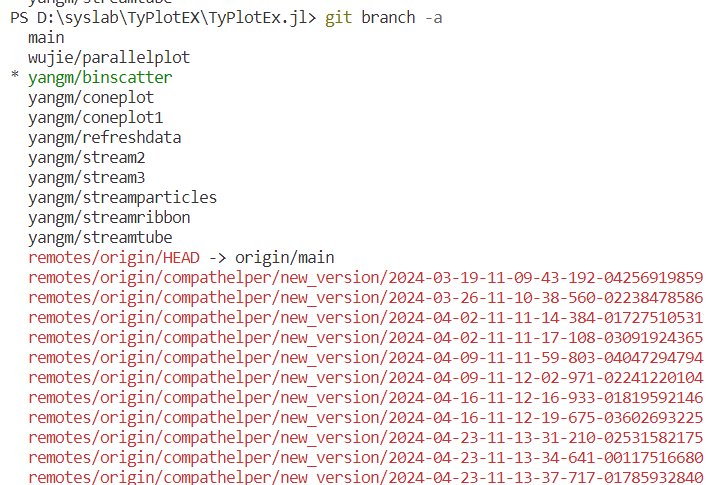 yangm/streamtube
PS D:\syslab\TyPlotEX\TyPlotEx.jl> git branch -a
main
wujie/parallelplot
* yangm/binscatter
yangm/coneplot
yangm/coneplot1
yangm/refreshdata
yangm/stream2
yangm/stream3
yangm/streamparticles
yangm/streamribbon
yangm/streamtube
remotes/origin/HEAD -> origin/main
remotes/origin/compathelper/new_version/2024-03-19-11-09-43-192-04256919859
remotes/origin/compathelper/new_version/2024-03-26-11-10-38-560-02238478586
remotes/origin/compathelper/new_version/2024-04-02-11-11-14-384-01727510531
remotes/origin/compathelper/new_version/2024-04-02-11-11-17-108-03091924365
remotes/origin/compathelper/new_version/2024-04-09-11-11-59-803-04047294794
remotes/origin/compathelper/new_version/2024-04-09-11-12-02-971-02241220104
remotes/origin/compathelper/new_version/2024-04-16-11-12-16-933-01819592146
remotes/origin/compathelper/new_version/2024-04-16-11-12-19-675-03602693225
remotes/origin/compathelper/new_version/2024-04-23-11-13-31-210-02531582175
remotes/origin/compathelper/new_version/2024-04-23-11-13-34-641-00117516680
remotes/origin/compathelper/new_version/2024-04-23-11-13-37-717-01785932840